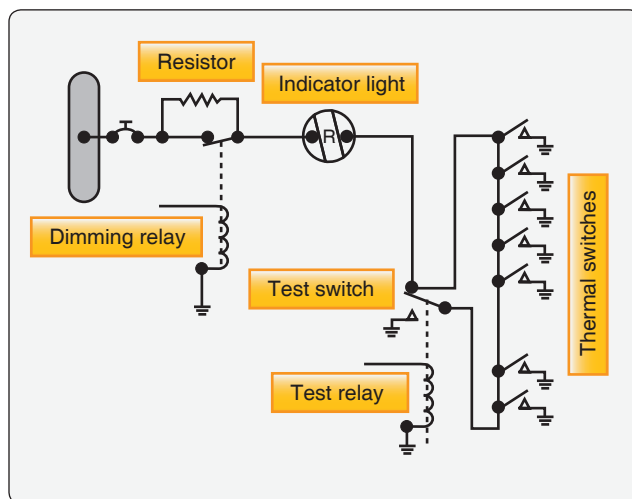 Resistor
Indicator light
R
Dimming relay
Test switch
Thermal switches
Test relay